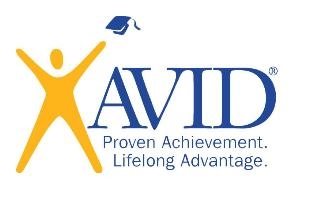 AVID®
Proven Achievement.
Lifelong Advantage.